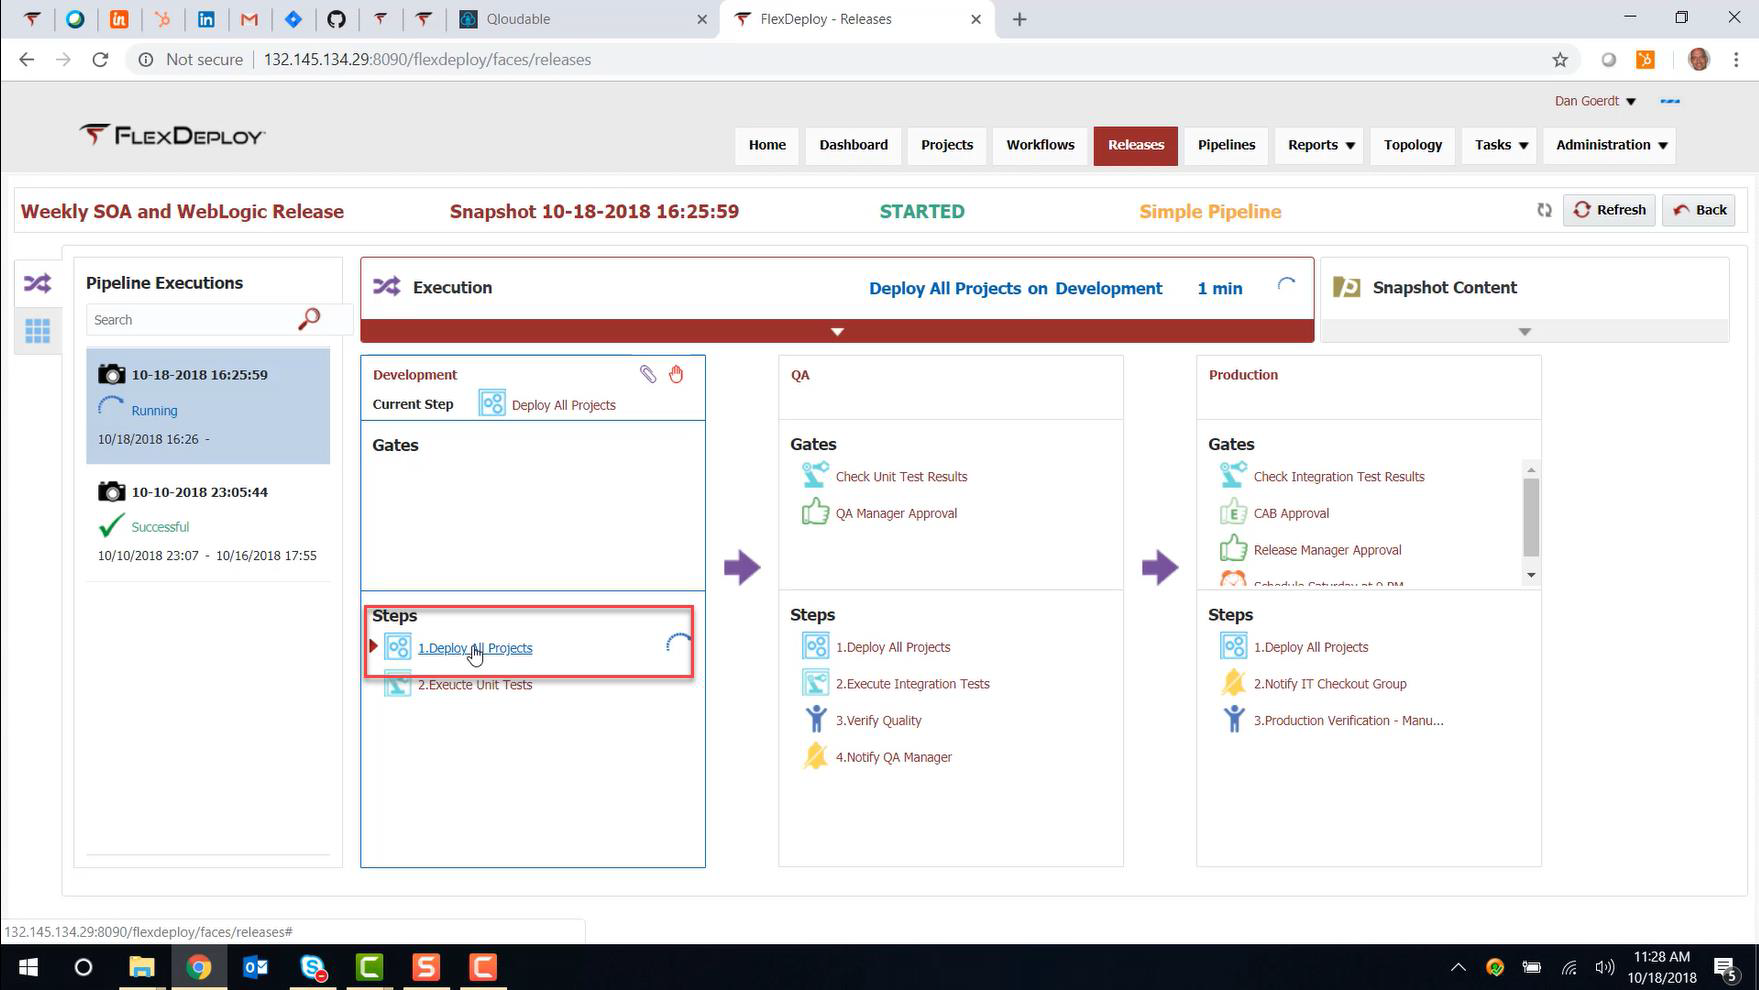 Qloudable
FlexDeploy - Releases
Not secure
132.145.134.29:8090/flexdeploy/faces/releases
Dan Goerdt
FLEXDEPLOY
Home
Dashboard
Projects
Workflows
Releases
Pipelines
Reports
Topology
Tasks
Administration
Weekly SOA and WebLogic Release
Snapshot 10-18-2018 16:25:59
STARTED
Simple Pipeline
Refresh
Back
Pipeline Executions
Search
10-18-2018 16:25:59
Running
10/18/2018 16:26 -
10-10-2018 23:05:44
Successful
10/10/2018 23:07 - 10/16/2018 17:55
Execution
Deploy All Projects on Development
1 min
Snapshot Content
Development
Current Step
Deploy All Projects
Gates
Steps
1.Deploy All Projects
2.Exeucte Unit Tests
QA
Gates
Check Unit Test Results
QA Manager Approval
Steps
1.Deploy All Projects
2.Execute Integration Tests
3.Verify Quality
4.Notify QA Manager
Production
Gates
Check Integration Test Results
E CAB Approval
Release Manager Approval
Schedule Saturday at 9 PM
Steps
1.Deploy All Projects
2.Notify IT Checkout Group
3.Production Verification - Manu...
132.145.134.29:8090/flexdeploy/faces/releases#
11:28 AM
10/18/2018
5